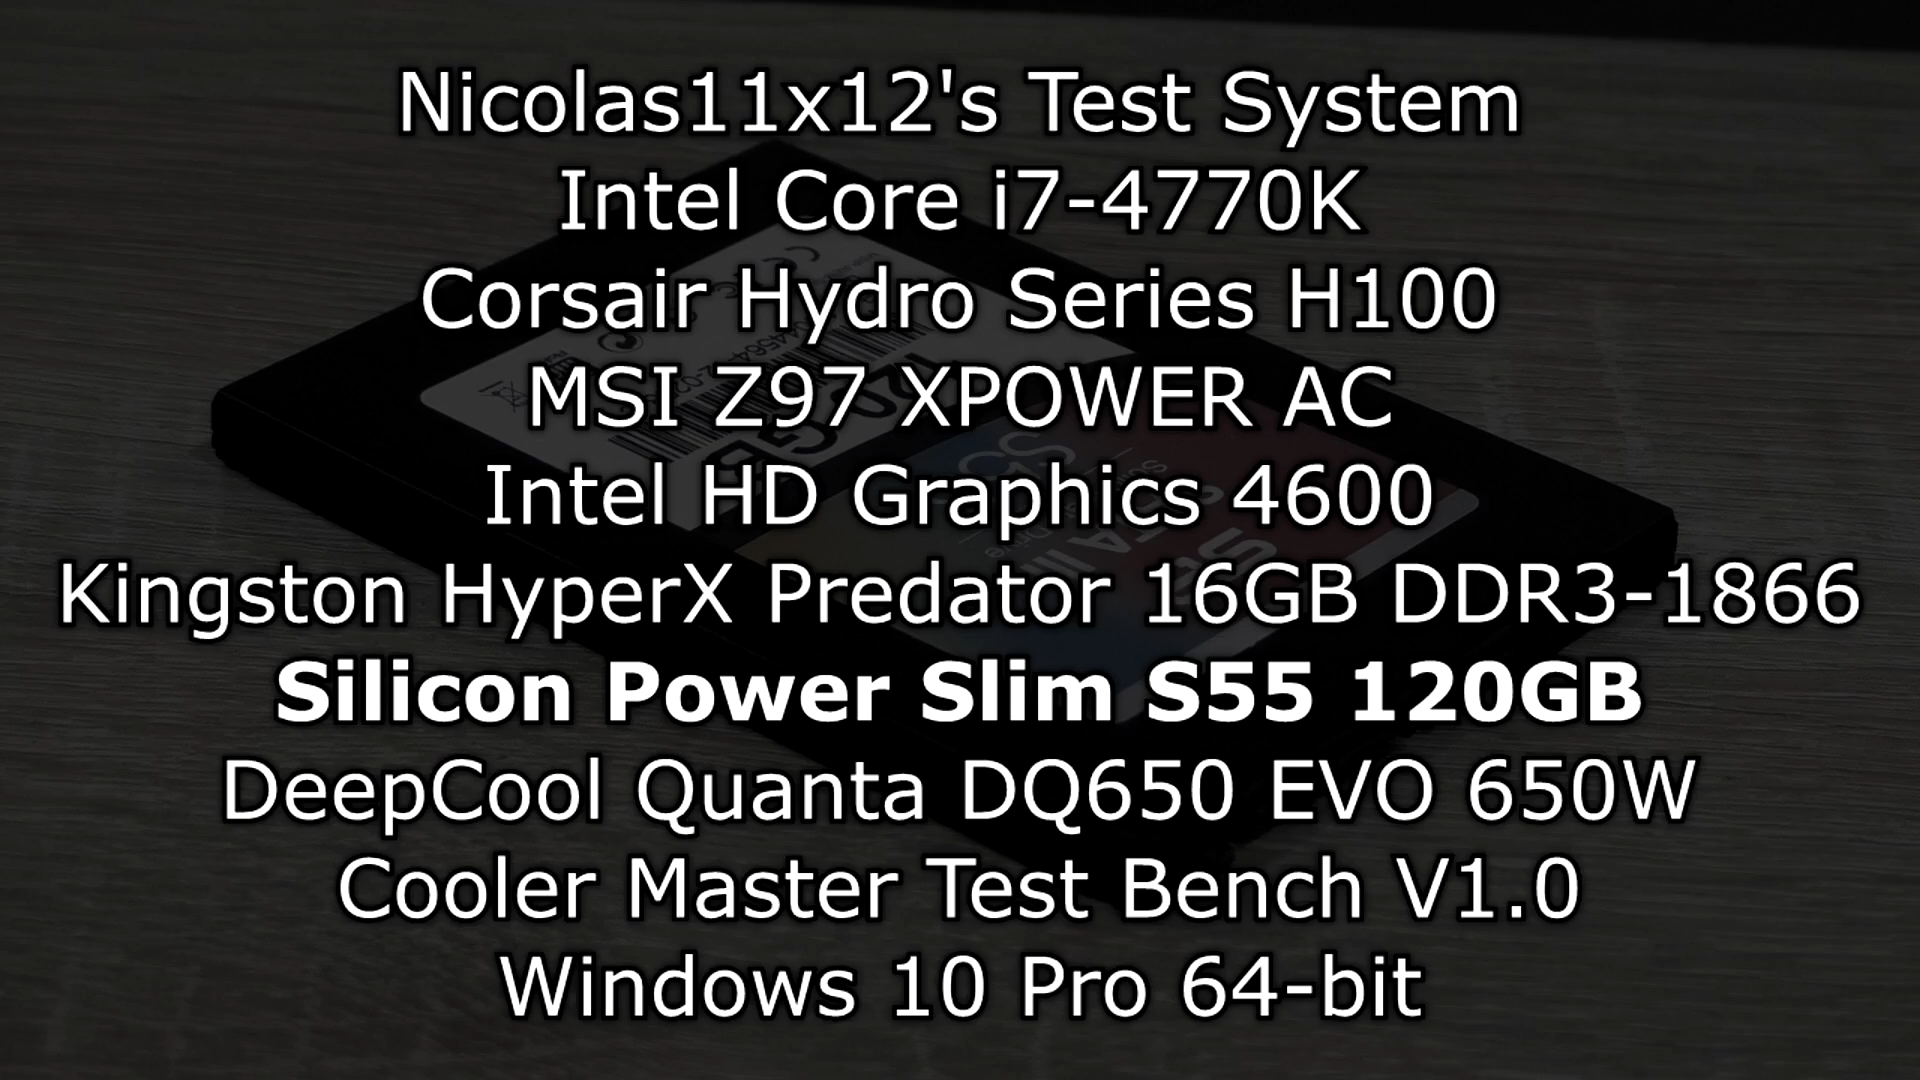 Nicolas11x12's Test System
Intel Core i7-4770K
Corsair Hydro Series H100
MSI Z97 XPOWER AC
Intel HD Graphics 4600
Kingston HyperX Predator 16GB DDR3-1866
Silicon Power Slim S55 120GB
DeepCool Quanta DQ650 EVO 650W
Cooler Master Test Bench V1.0
Windows 10 Pro 64-bit